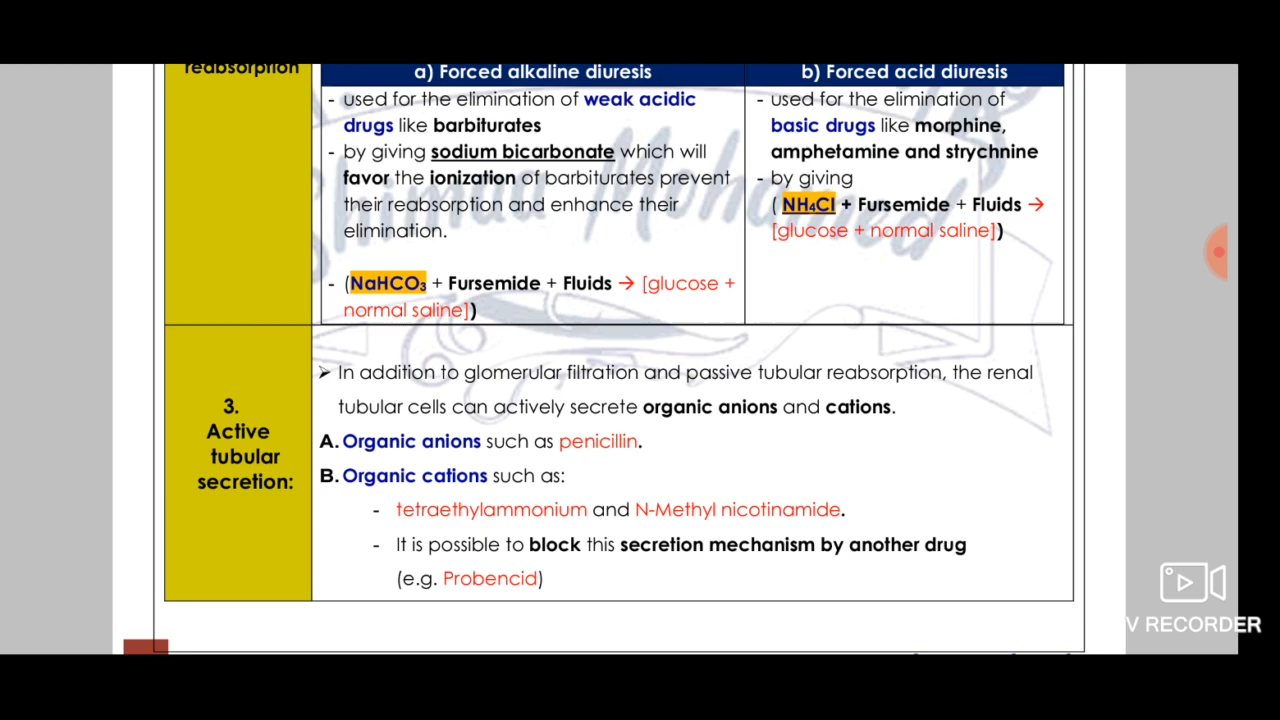 reabsorption
a) Forced alkaline diuresis
- used for the elimination of weak acidic
drugs like barbiturates
- by giving sodium bicarbonate which will
favor the ionization of barbiturates prevent
their reabsorption and enhance their
elimination.
- (NaHCO₃ + Fursemide + Fluids → [glucose +
normal saline])
b) Forced acid diuresis
- used for the elimination of
basic drugs like morphine,
amphetamine and strychnine
- by giving
( NH₄Cl + Fursemide + Fluids →
[glucose + normal saline])
3.
Active
tubular
secretion:
➢ In addition to glomerular filtration and passive tubular reabsorption, the renal
tubular cells can actively secrete organic anions and cations.
A. Organic anions such as penicillin.
B. Organic cations such as:
- tetraethylammonium and N-Methyl nicotinamide.
- It is possible to block this secretion mechanism by another drug
(e.g. Probencid)
Shimaa Mohamed
V RECORDER